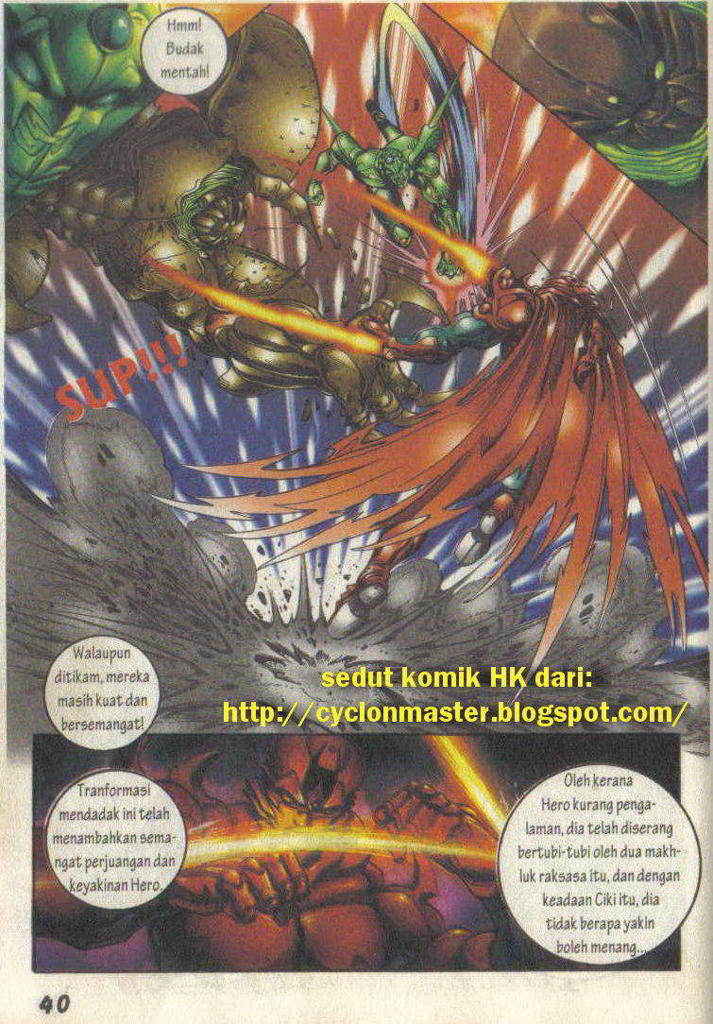 Hmm!
Budak
mentah!
SUP!!!
Walaupun
ditikam, mereka
masih kuat dan
bersemangat!
sedut komik HK dari:
http://cyclonmaster.blogspot.com/
Tranformasi
mendadak ini telah
menambahkan sema-
ngat perjuangan dan
keyakinan Hero.
Oleh kerana
Hero kurang penga-
laman, dia telah diserang
bertubi-tubi oleh dua makh-
luk raksasa itu, dan dengan
keadaan Ciki itu, dia
tidak berapa yakin
boleh menang...
40